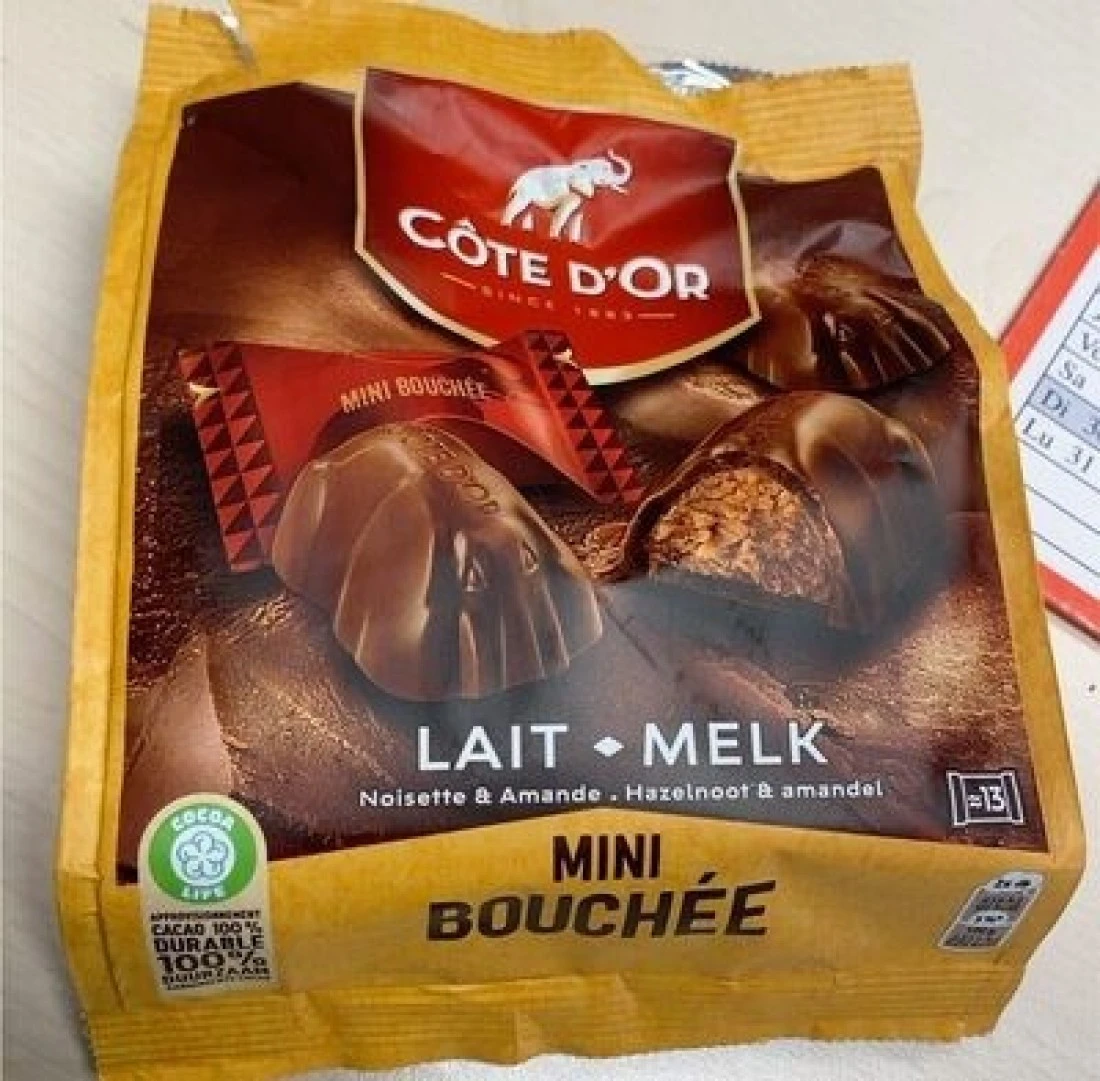 CÔTE D'OR
SINCE 1883
MINI BOUCHÉE
LAIT ⬥ MELK
Noisette & Amande . Hazelnoot & amandel
≈13
MINI
BOUCHÉE
COCOA
LIFE
APPROVISIONNEMENT
CACAO 100%
DURABLE
100%
DUURZAAM
Sa
Di
Lu 31